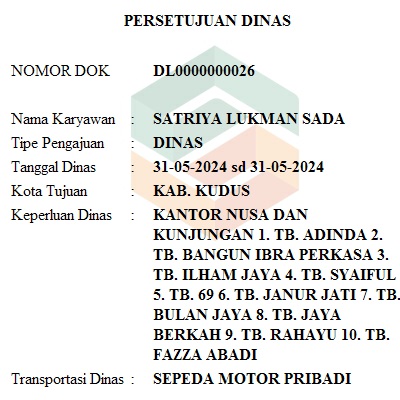 PERSETUJUAN DINAS
NOMOR DOK DL0000000026
Nama Karyawan : SATRIYA LUKMAN SADA
Tipe Pengajuan : DINAS
Tanggal Dinas : 31-05-2024 sd 31-05-2024
Kota Tujuan : KAB. KUDUS
Keperluan Dinas : KANTOR NUSA DAN
KUNJUNGAN 1. TB. ADINDA 2.
TB. BANGUN IBRA PERKASA 3.
TB. ILHAM JAYA 4. TB. SYAIFUL
5. TB. 69 6. TB. JANUR JATI 7. TB.
BULAN JAYA 8. TB. JAYA
BERKAH 9. TB. RAHAYU 10. TB.
FAZZA ABADI
Transportasi Dinas : SEPEDA MOTOR PRIBADI